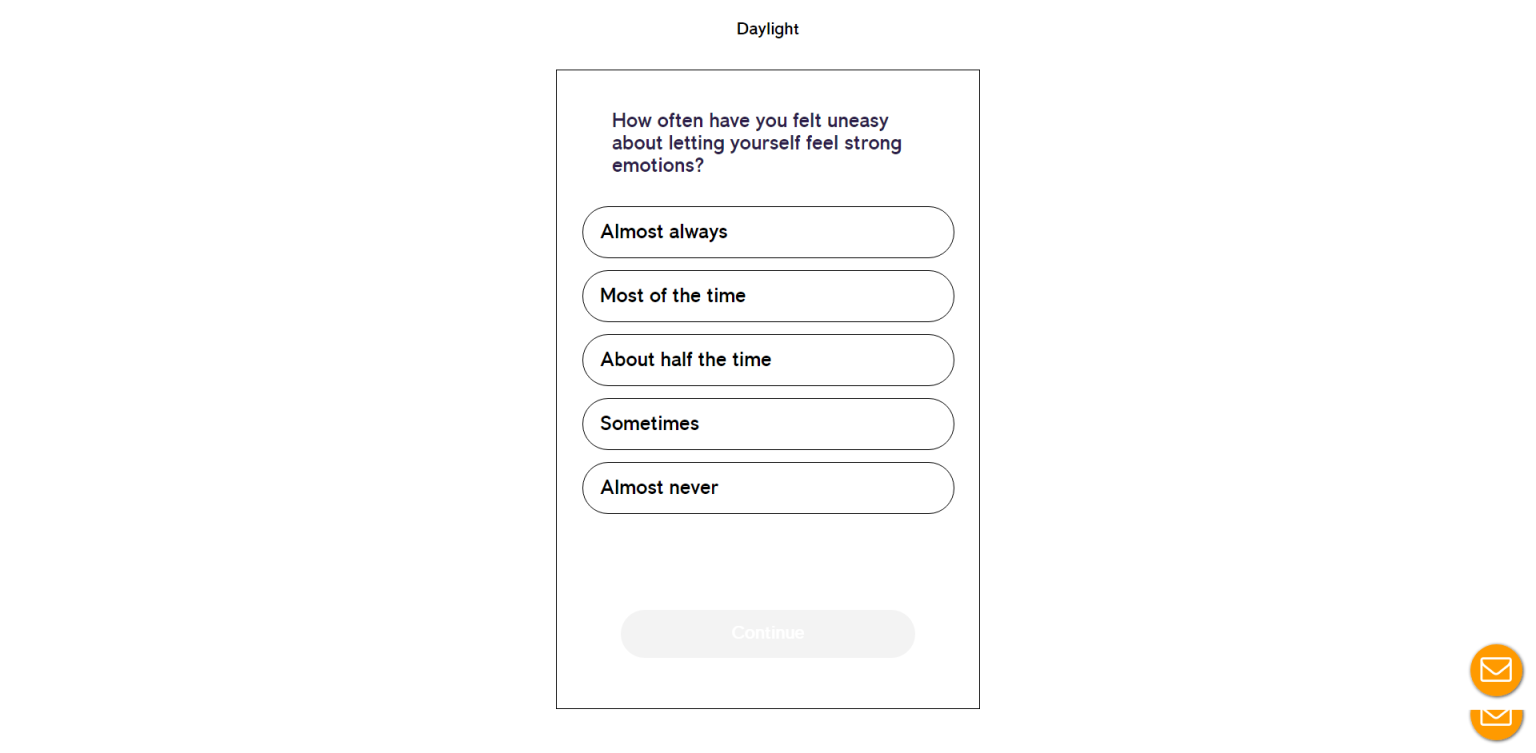 Daylight
How often have you felt uneasy
about letting yourself feel strong
emotions?
Almost always
Most of the time
About half the time
Sometimes
Almost never
Continue